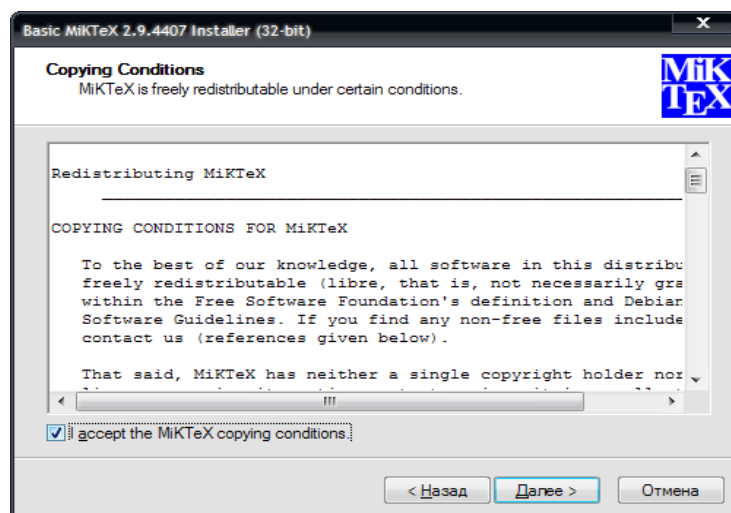 Basic MiKTeX 2.9.4407 Installer (32-bit)
X
Copying Conditions
MiKTeX is freely redistributable under certain conditions.
MiK
TEX
Redistributing MiKTeX
COPYING CONDITIONS FOR MiKTeX
To the best of our knowledge, all software in this distribu
freely redistributable (libre, that is, not necessarily gra
within the Free Software Foundation's definition and Debian
Software Guidelines. If you find any non-free files include
contact us (references given below).
That said, MiKTeX has neither a single copyright holder nor
I accept the MiKTeX copying conditions.
< Назад
Далее >
Отмена